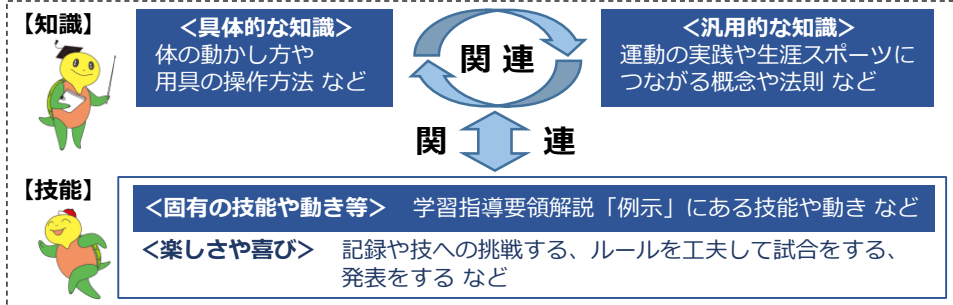 【知識】
<具体的な知識>
体の動かし方や
用具の操作方法 など
関 連
<汎用的な知識>
運動の実践や生涯スポーツに
つながる概念や法則 など
関 連
【技能】
<固有の技能や動き等> 学習指導要領解説「例示」にある技能や動き など
<楽しさや喜び> 記録や技への挑戦する、ルールを工夫して試合をする、
発表をする など